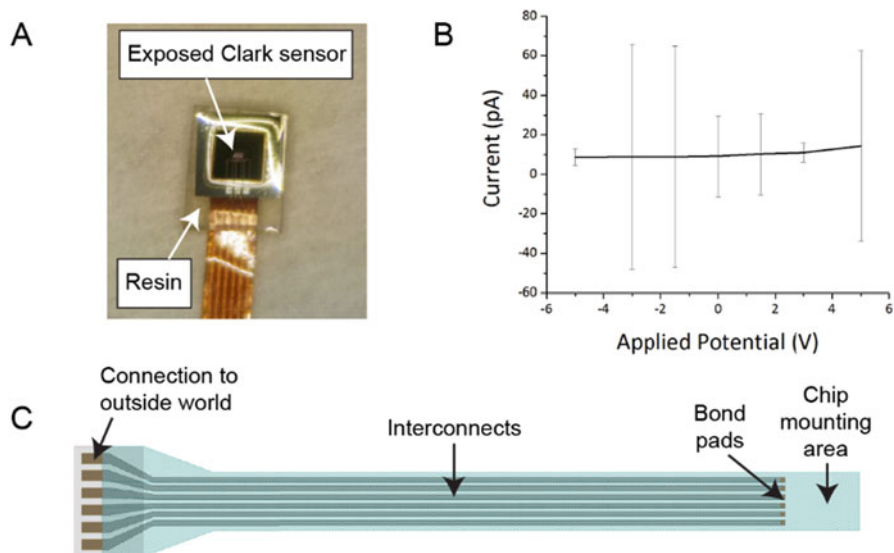 A
Exposed Clark sensor
Resin
B
80
60
40
20
0
-20
-40
-60
Current (pA)
-6
-4
-2
0
2
4
6
Applied Potential (V)
C
Connection to
outside world
Interconnects
Bond
pads
Chip
mounting
area